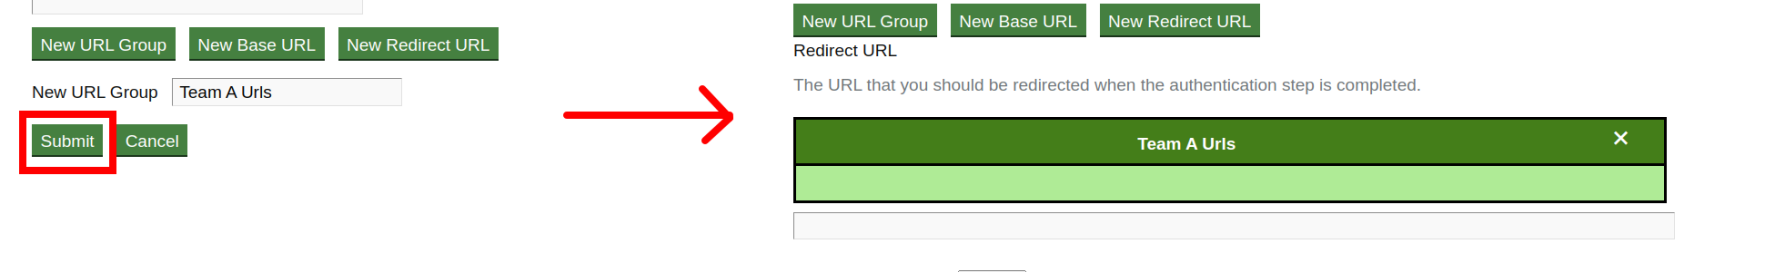 New URL Group New Base URL New Redirect URL
New URL Group Team A Urls
Submit Cancel
New URL Group New Base URL New Redirect URL
Redirect URL
The URL that you should be redirected when the authentication step is completed.
Team A Urls ×